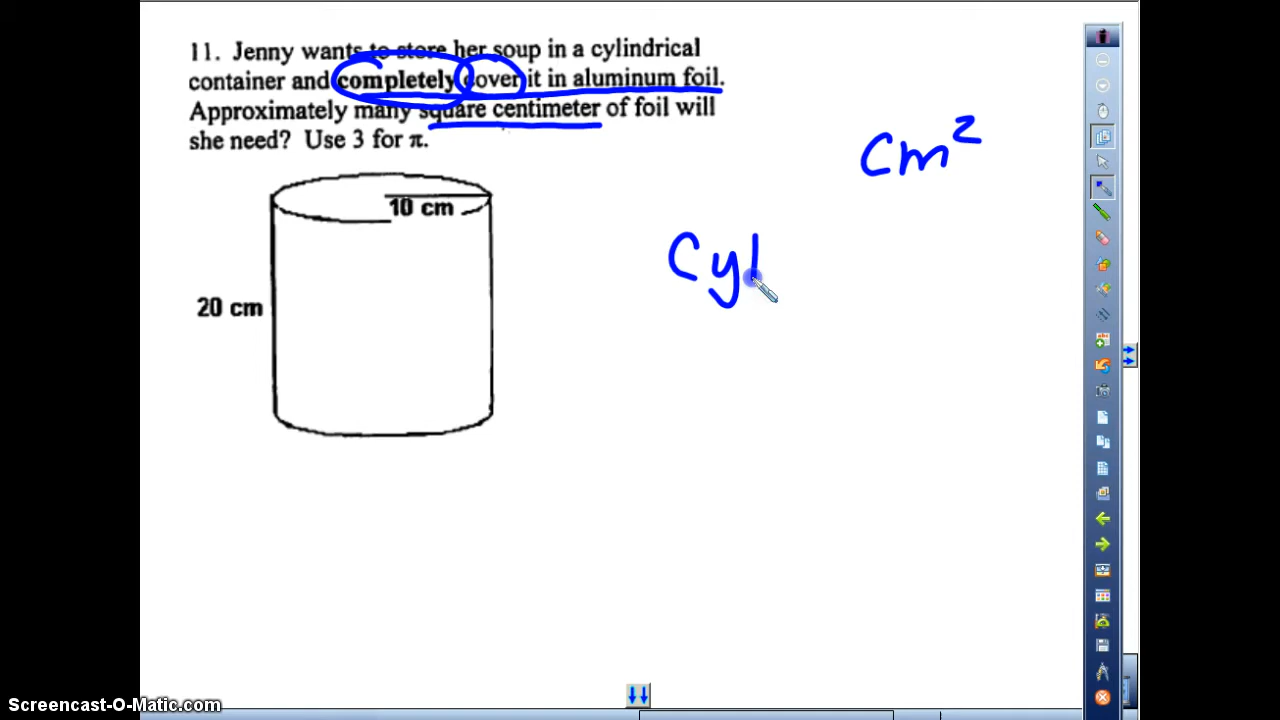 11. Jenny wants to store her soup in a cylindrical
container and completely cover it in aluminum foil.
Approximately many square centimeter of foil will
she need? Use 3 for π.
cm²
10 cm
Cyl
20 cm
Screencast-O-Matic.com